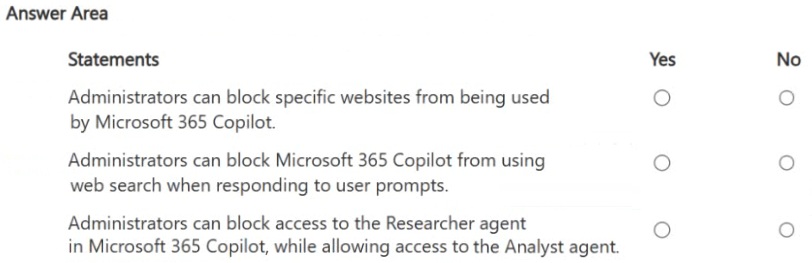 Answer Area
Statements Yes No
Administrators can block specific websites from being used
by Microsoft 365 Copilot.
Administrators can block Microsoft 365 Copilot from using
web search when responding to user prompts.
Administrators can block access to the Researcher agent
in Microsoft 365 Copilot, while allowing access to the Analyst agent.